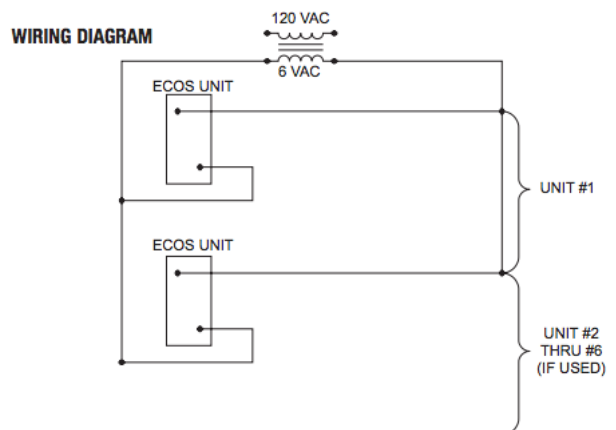 120 VAC
WIRING DIAGRAM
6 VAC
ECOS UNIT
UNIT #1
ECOS UNIT
UNIT #2
THRU #6
(IF USED)